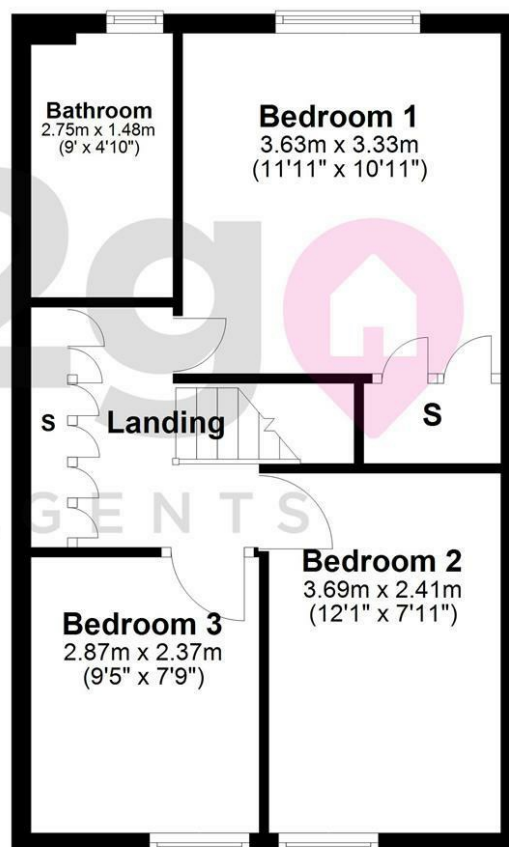 Bathroom
2.75m x 1.48m
(9' x 4'10")
Bedroom 1
3.63m x 3.33m
(11'11" x 10'11")
2g
S
Landing
S
GENTS
Bedroom 2
3.69m x 2.41m
(12'1" x 7'11")
Bedroom 3
2.87m x 2.37m
(9'5" x 7'9")